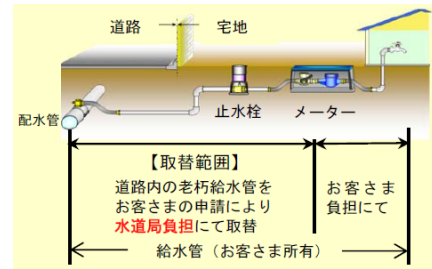 道路 宅地
配水管
止水栓 メーター
【取替範囲】
道路内の老朽給水管を
お客さまの申請により
水道局負担にて取替
お客さま
負担にて
給水管（お客さま所有）